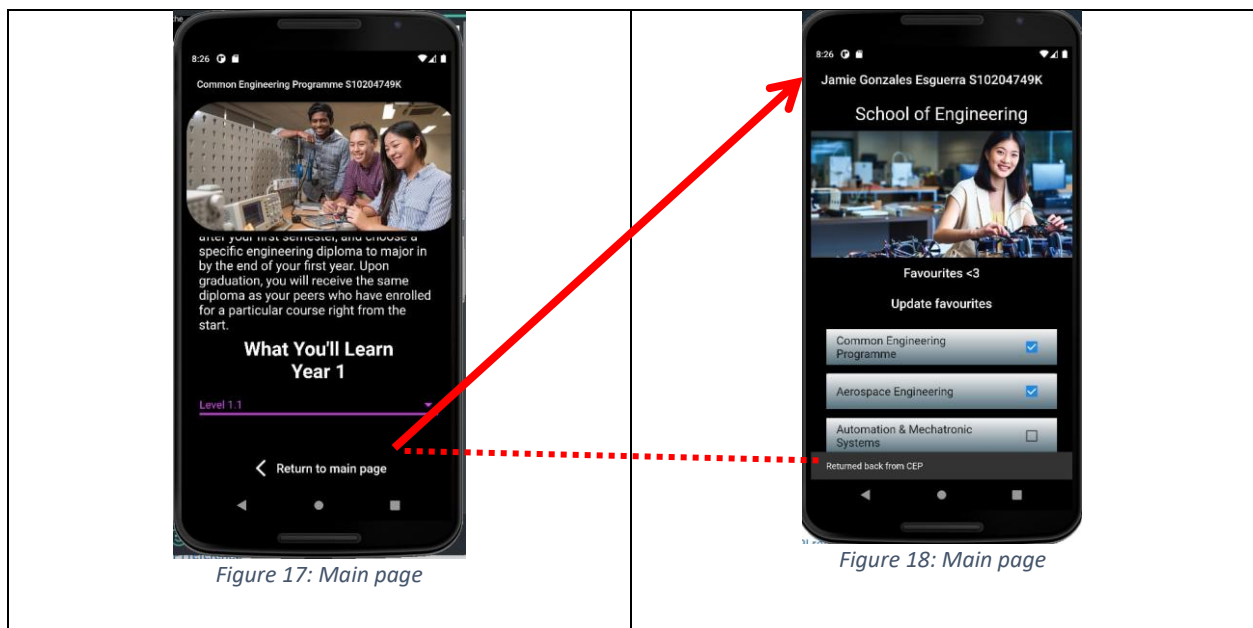 8:26
Common Engineering Programme S10204749K
after your first semester, and choose a
specific engineering diploma to major in
by the end of your first year. Upon
graduation, you will receive the same
diploma as your peers who have enrolled
for a particular course right from the
start.
What You'll Learn
Year 1
Level 1.1
Return to main page
Figure 17: Main page
8:26
Jamie Gonzales Esguerra S10204749K
School of Engineering
Favourites <3
Update favourites
Common Engineering
Programme
Aerospace Engineering
Automation & Mechatronic
Systems
Returned back from CEP
Figure 18: Main page